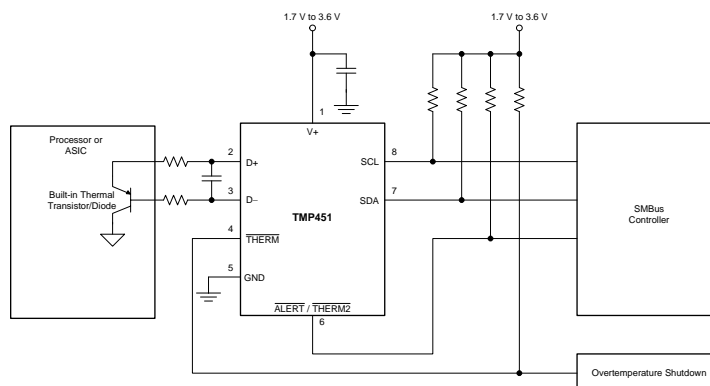 1.7 V to 3.6 V
1.7 V to 3.6 V
1
V+
Processor or
ASIC
Built-in Thermal
Transistor/Diode
2
D+
3
D−
4
THERM
5
GND
TMP451
SCL
8
SDA
7
ALERT / THERM2
6
SMBus
Controller
Overtemperature Shutdown